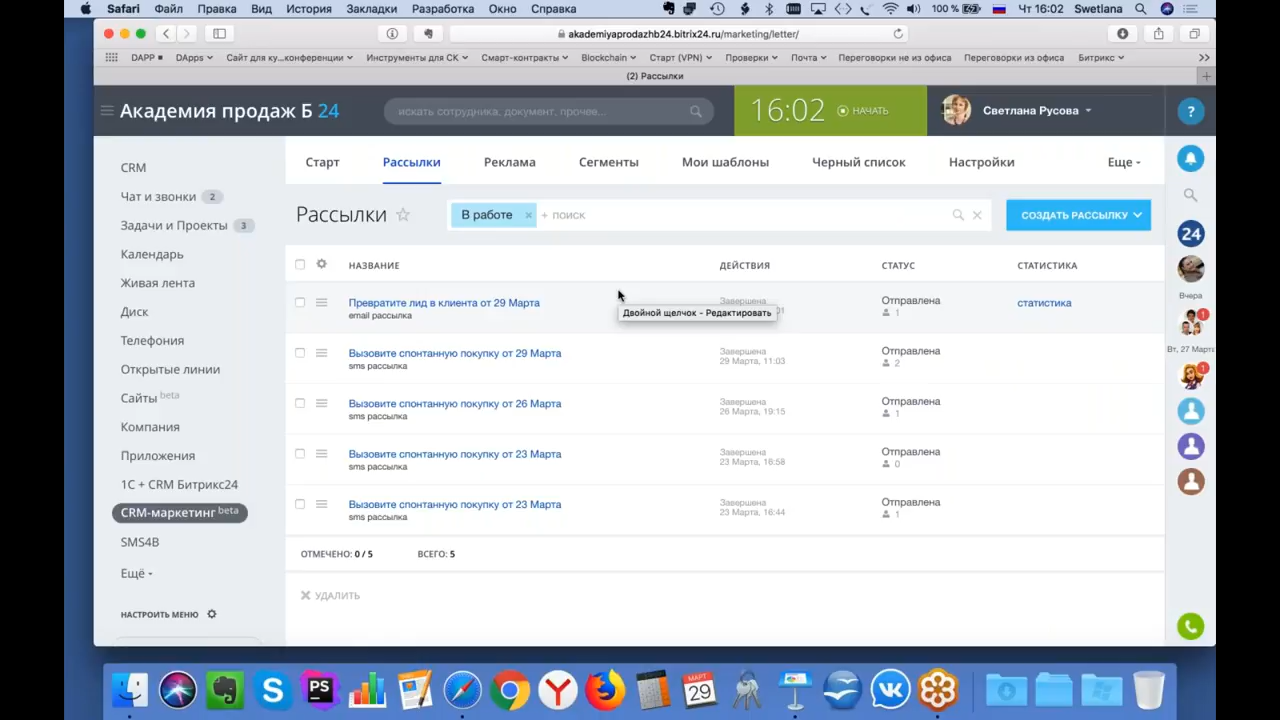 Safari Файл Правка Вид История Закладки Разработка Окно Справка 100 % Чт 16:02 Swetlana
akademiyaprodazhb24.bitrix24.ru/marketing/letter/
DAPP DApps Сайт для ку...конференции Инструменты для СК Смарт-контракты Blockchain Старт (VPN) Проверки Почта Переговорки не из офиса Переговорки из офиса Битрикс
(2) Рассылки
Академия продаж Б 24
искать сотрудника, документ, прочее...
16:02 НАЧАТЬ
Светлана Русова
?
CRM
Чат и звонки 2
Задачи и Проекты 3
Календарь
Живая лента
Диск
Телефония
Открытые линии
Сайты beta
Компания
Приложения
1С + CRM Битрикс24
CRM-маркетинг beta
SMS4B
Ещё
НАСТРОИТЬ МЕНЮ
Старт Рассылки Реклама Сегменты Мои шаблоны Черный список Настройки Еще
Рассылки
В работе × + поиск
СОЗДАТЬ РАССЫЛКУ
НАЗВАНИЕ ДЕЙСТВИЯ СТАТУС СТАТИСТИКА
Превратите лид в клиента от 29 Марта Завершена Отправлена статистика
email рассылка 1
Двойной щелчок - Редактировать
Вызовите спонтанную покупку от 29 Марта Завершена Отправлена
sms рассылка 29 Марта, 11:03 2
Вызовите спонтанную покупку от 26 Марта Завершена Отправлена
sms рассылка 26 Марта, 19:15 1
Вызовите спонтанную покупку от 23 Марта Завершена Отправлена
sms рассылка 23 Марта, 16:58 0
Вызовите спонтанную покупку от 23 Марта Завершена Отправлена
sms рассылка 23 Марта, 16:44 1
ОТМЕЧЕНО: 0 / 5 ВСЕГО: 5
УДАЛИТЬ
24
Вчера
1
Вт, 27 Марта
1
PS
МАРТ
29